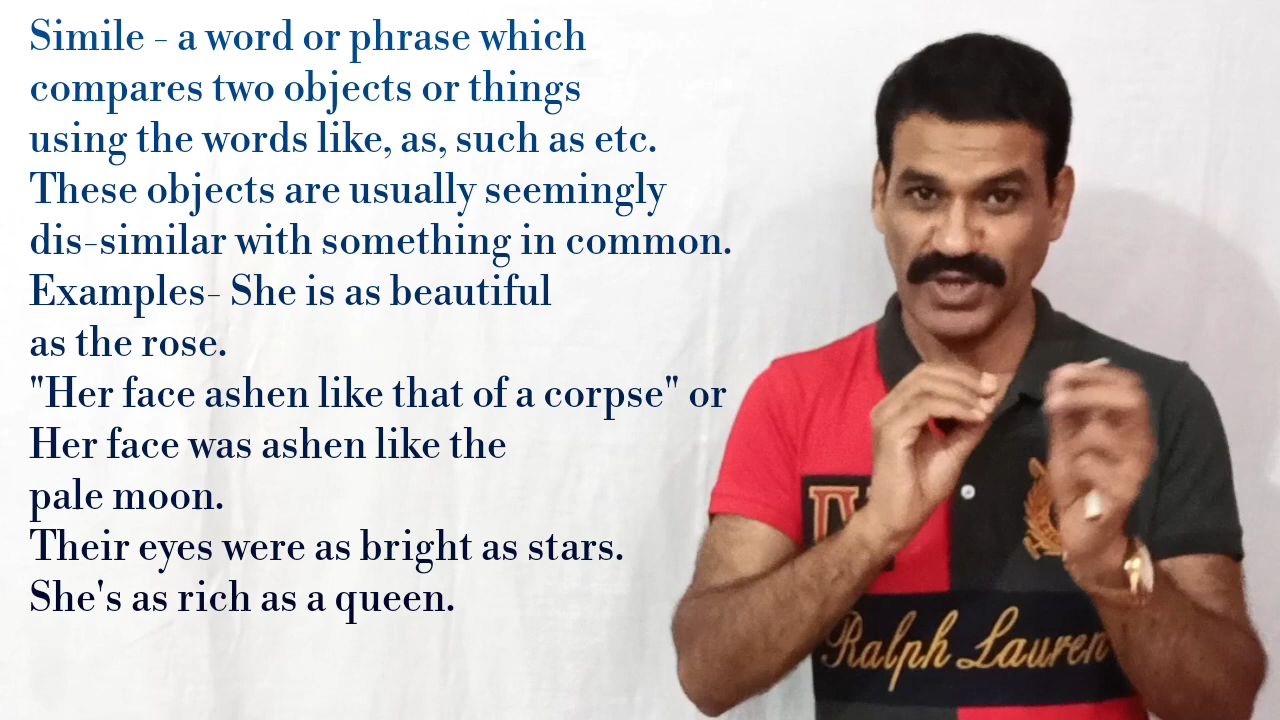 Simile - a word or phrase which
compares two objects or things
using the words like, as, such as etc.
These objects are usually seemingly
dis-similar with something in common.
Examples- She is as beautiful
as the rose.
"Her face ashen like that of a corpse" or
Her face was ashen like the
pale moon.
Their eyes were as bright as stars.
She's as rich as a queen.
Ralph Lauren